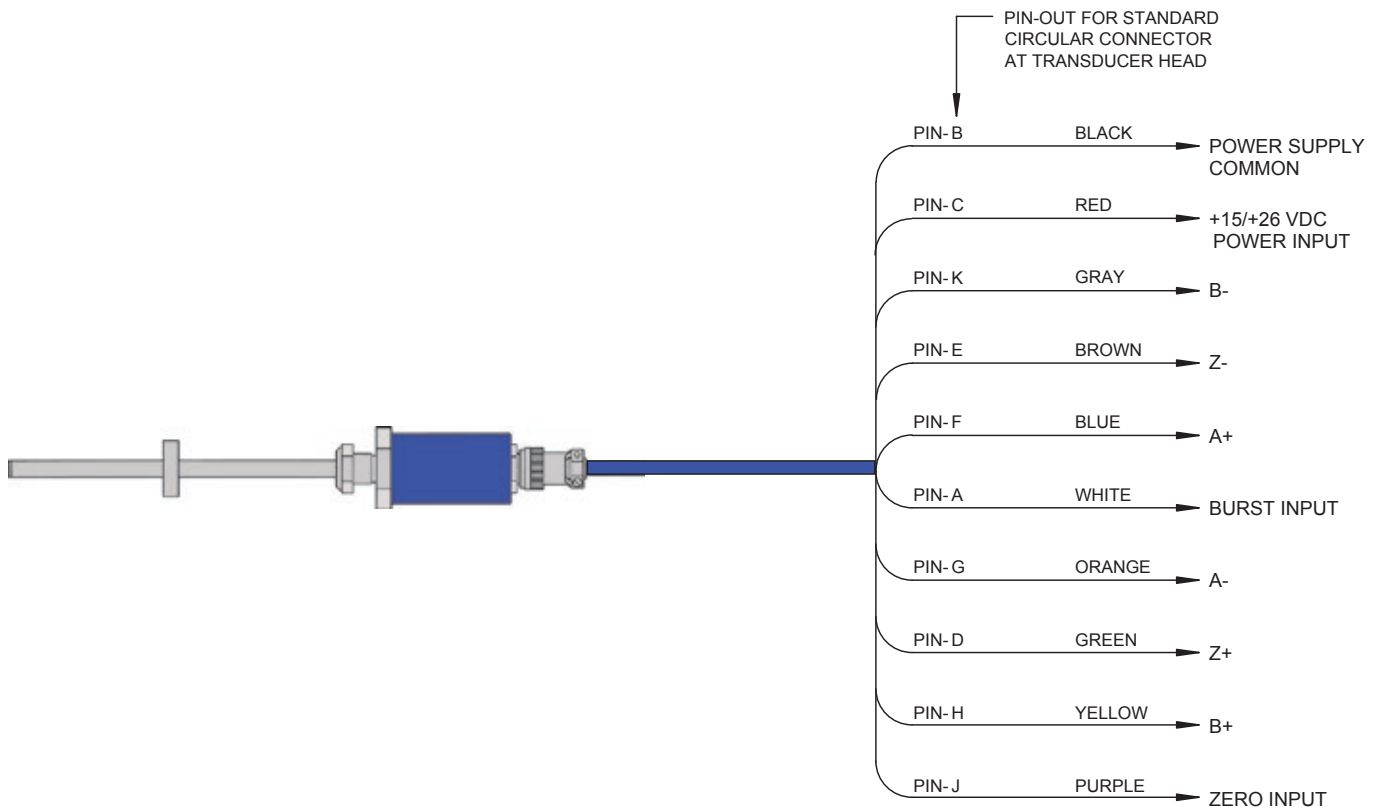 PIN-OUT FOR STANDARD
CIRCULAR CONNECTOR
AT TRANSDUCER HEAD
PIN-B BLACK POWER SUPPLY
COMMON
PIN-C RED +15/+26 VDC
POWER INPUT
PIN-K GRAY B-
PIN-E BROWN Z-
PIN-F BLUE A+
PIN-A WHITE BURST INPUT
PIN-G ORANGE A-
PIN-D GREEN Z+
PIN-H YELLOW B+
PIN-J PURPLE ZERO INPUT